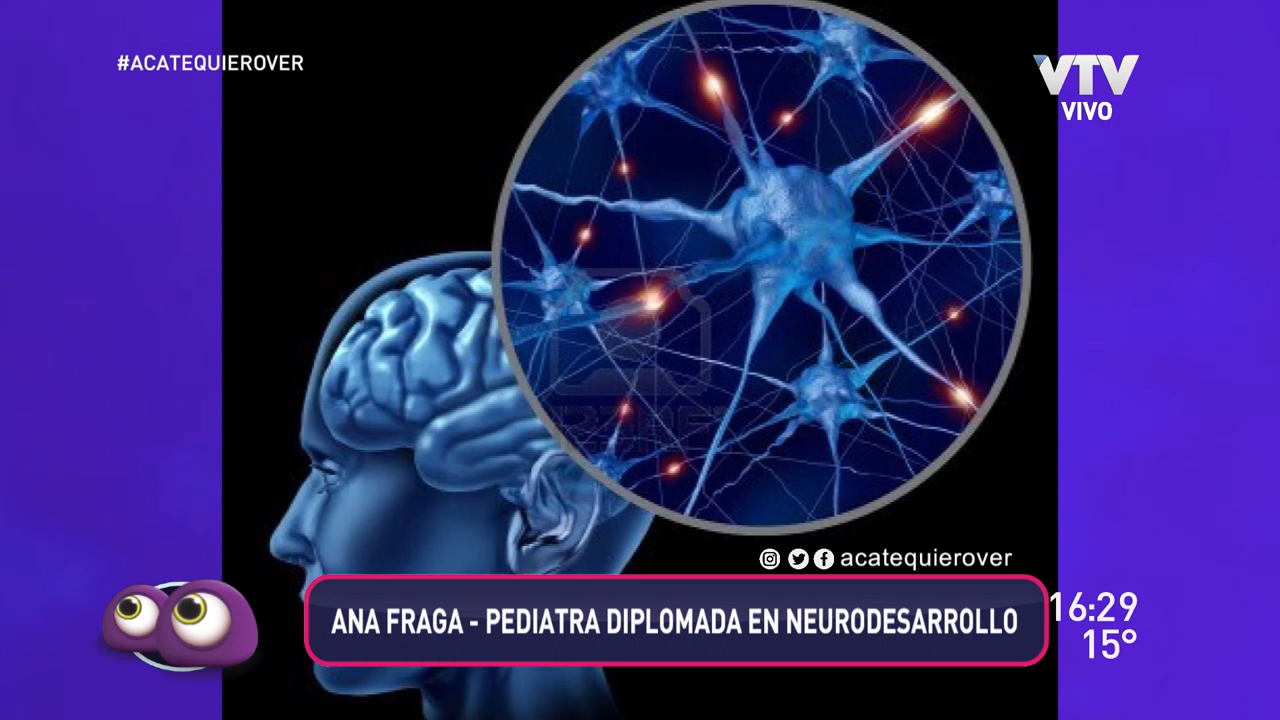 #ACATEQUIEROVER
VTV
VIVO
acatequierover
ANA FRAGA - PEDIATRA DIPLOMADA EN NEURODESARROLLO
16:29
15°